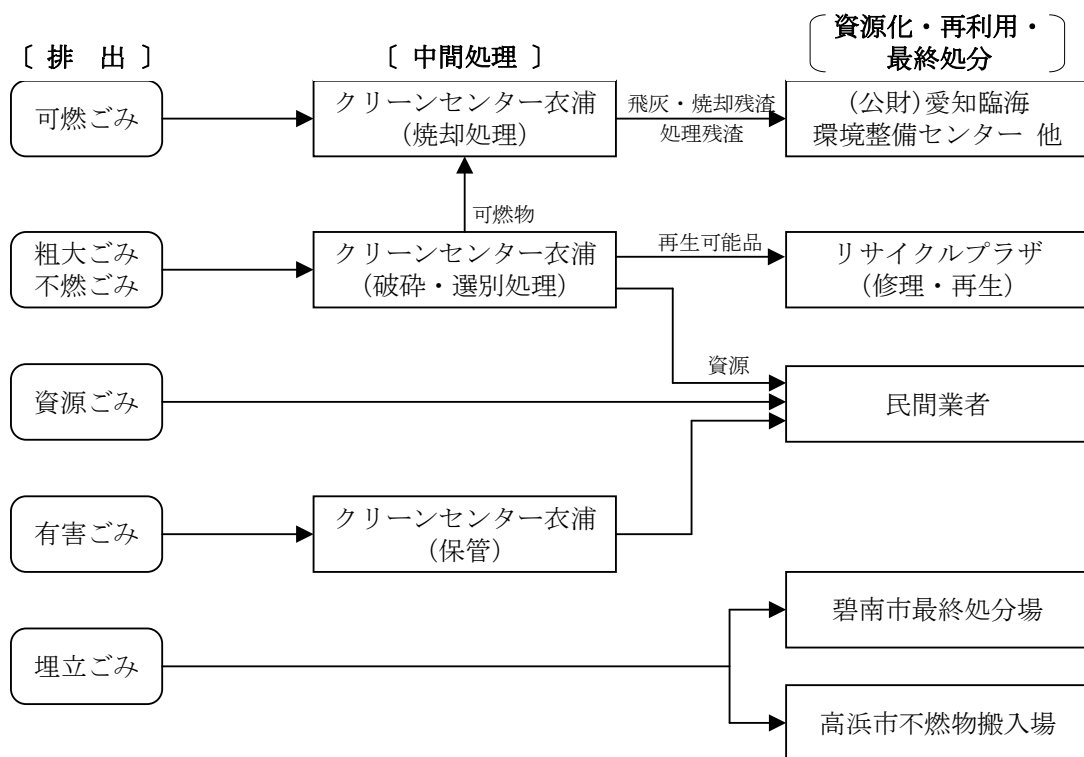 〔 排　出 〕
〔 中間処理 〕
資源化・再利用・
最終処分
可燃ごみ
クリーンセンター衣浦
(焼却処理)
飛灰・焼却残渣
処理残渣
(公財)愛知臨海
環境整備センター 他
可燃物
粗大ごみ
不燃ごみ
クリーンセンター衣浦
(破砕・選別処理)
再生可能品
リサイクルプラザ
(修理・再生)
資源
資源ごみ
民間業者
有害ごみ
クリーンセンター衣浦
(保管)
埋立ごみ
碧南市最終処分場
高浜市不燃物搬入場